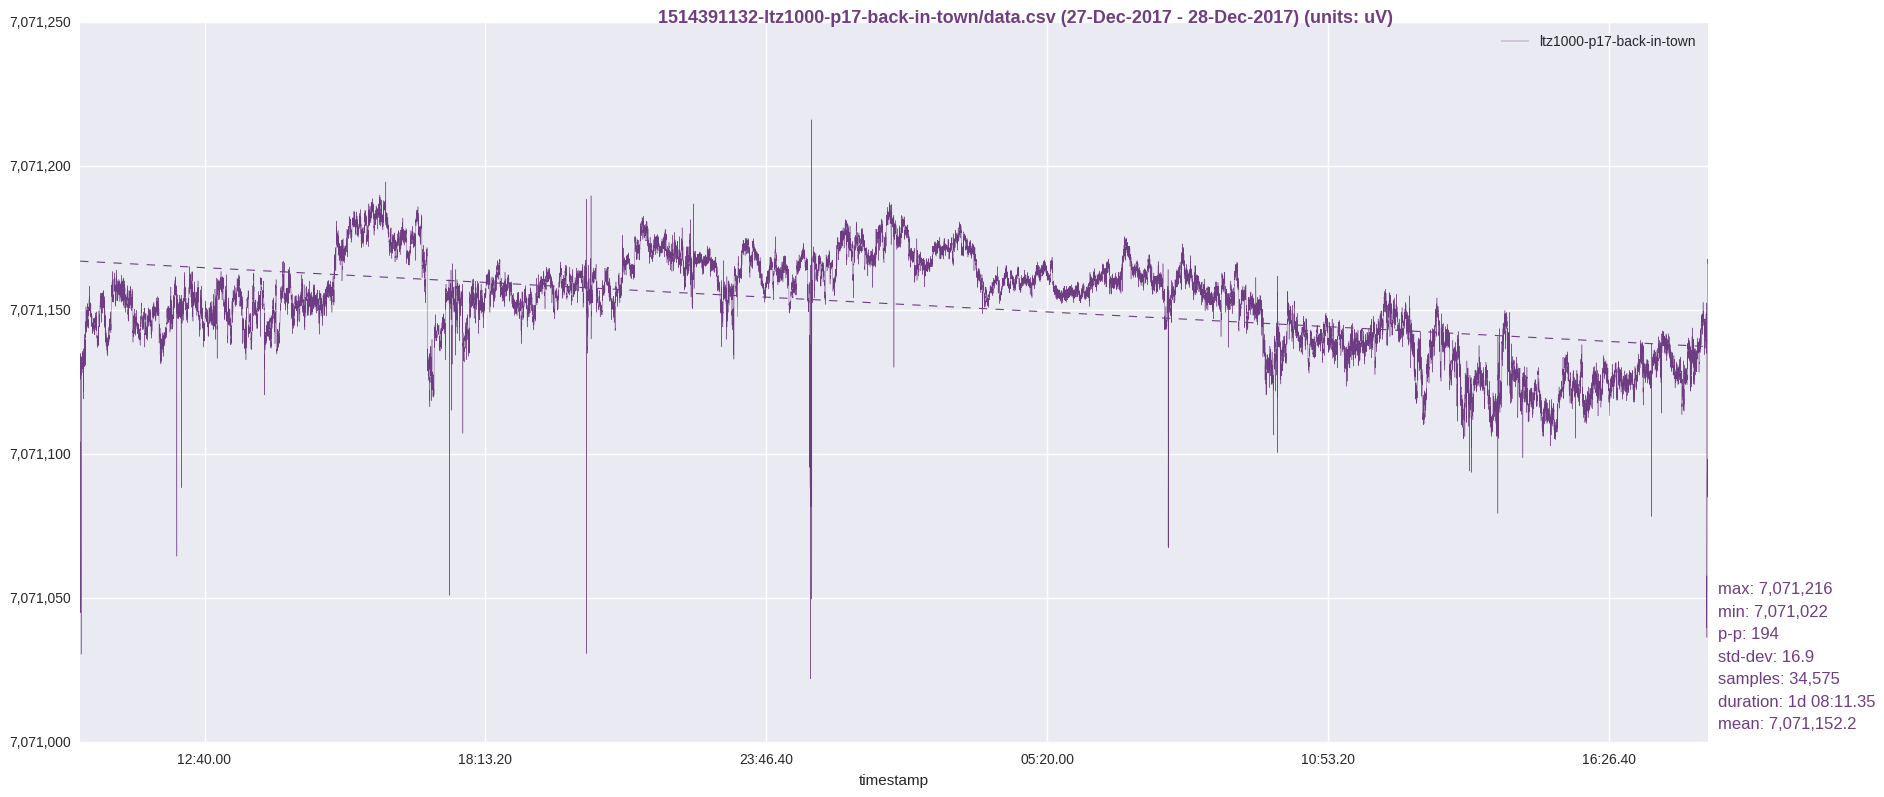 1514391132-ltz1000-p17-back-in-town/data.csv (27-Dec-2017 - 28-Dec-2017) (units: uV)
ltz1000-p17-back-in-town
7,071,250
7,071,200
7,071,150
7,071,100
7,071,050
7,071,000
12:40.00 18:13.20 23:46.40 05:20.00 10:53.20 16:26.40
timestamp
max: 7,071,216
min: 7,071,022
p-p: 194
std-dev: 16.9
samples: 34,575
duration: 1d 08:11.35
mean: 7,071,152.2